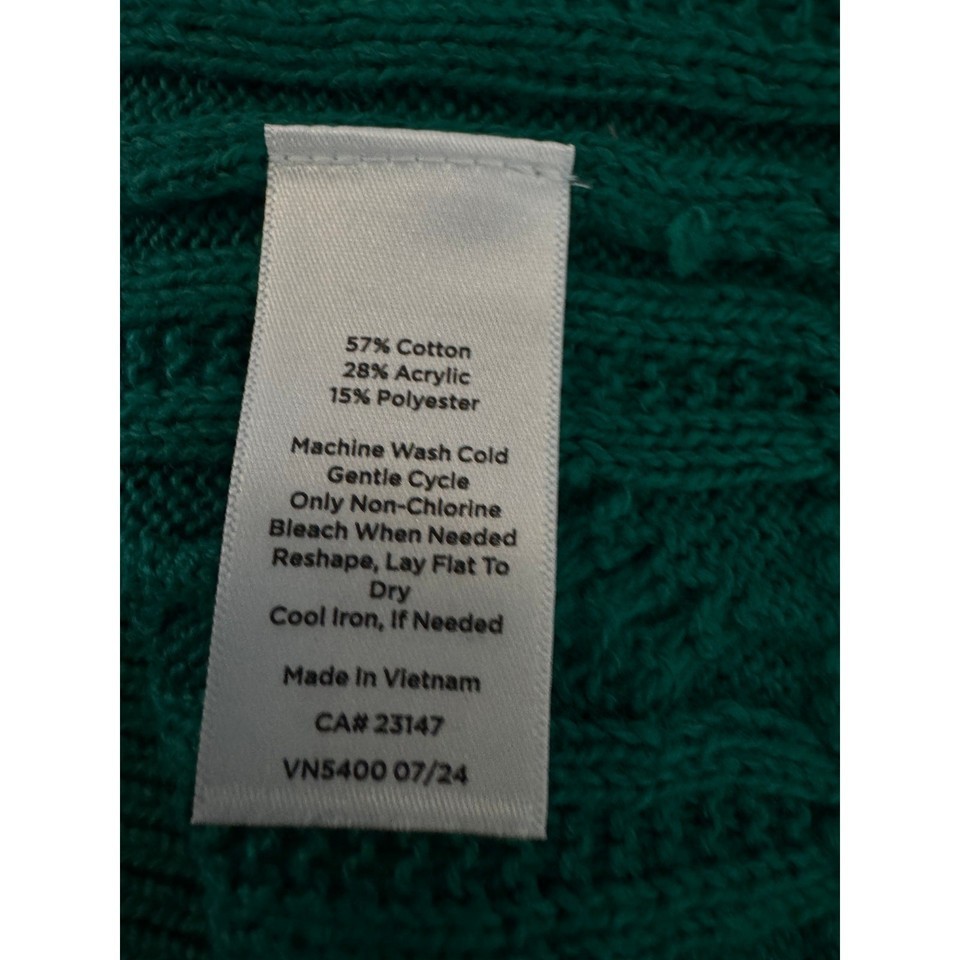 57% Cotton
28% Acrylic
15% Polyester
Machine Wash Cold
Gentle Cycle
Only Non-Chlorine
Bleach When Needed
Reshape, Lay Flat To
Dry
Cool Iron, If Needed
Made In Vietnam
CA# 23147
VN5400 07/24